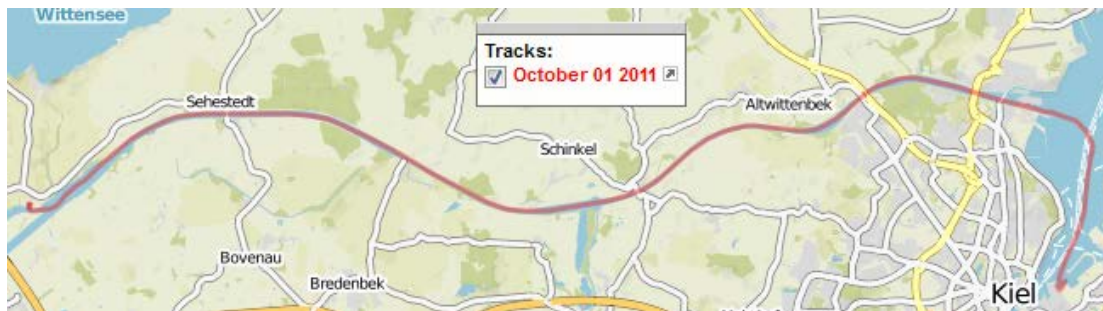 Wittensee
Tracks:
October 01 2011
Sehestedt
Altwittenbek
Schinkel
Bovenau
Bredenbek
Kiel